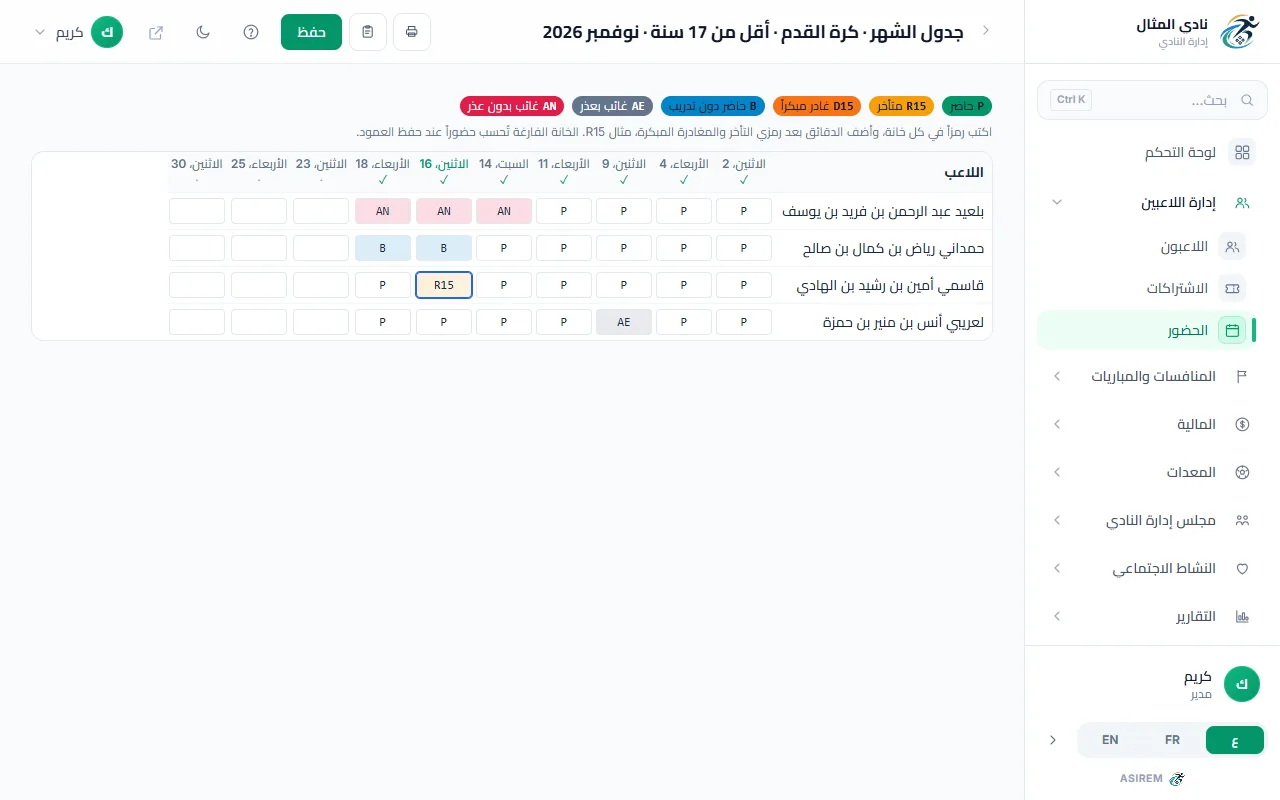 نادي المثال
إدارة النادي
بحث...
Ctrl K
لوحة التحكم
إدارة اللاعبين
اللاعبون
الاشتراكات
الحضور
المنافسات والمباريات
المالية
المعدات
مجلس إدارة النادي
النشاط الاجتماعي
التقارير
ك
كريم
مدير
ع FR EN
ASIREM
جدول الشهر · كرة القدم · أقل من 17 سنة · نوفمبر 2026
حفظ
ك كريم
P حاضر R15 متأخر D15 غادر مبكراً B حاضر دون تدريب AE غائب بعذر AN غائب بدون عذر
اكتب رمزاً في كل خانة، وأضف الدقائق بعد رمزي التأخر والمغادرة المبكرة، مثال R15. الخانة الفارغة تُحسب حضوراً عند حفظ العمود.
اللاعب الاثنين، 2 الأربعاء، 4 الاثنين، 9 الأربعاء، 11 السبت، 14 الاثنين، 16 الأربعاء، 18 الاثنين، 23 الأربعاء، 25 الاثنين، 30
✓ ✓ ✓ ✓ ✓ ✓ ✓ · · ·
بلعيد عبد الرحمن بن فريد بن يوسف P P P P AN AN AN
حمداني رياض بن كمال بن صالح P P P P P B B
قاسمي أمين بن رشيد بن الهادي P P P P P R15 P
لعريبي أنس بن منير بن حمزة P P AE P P P P